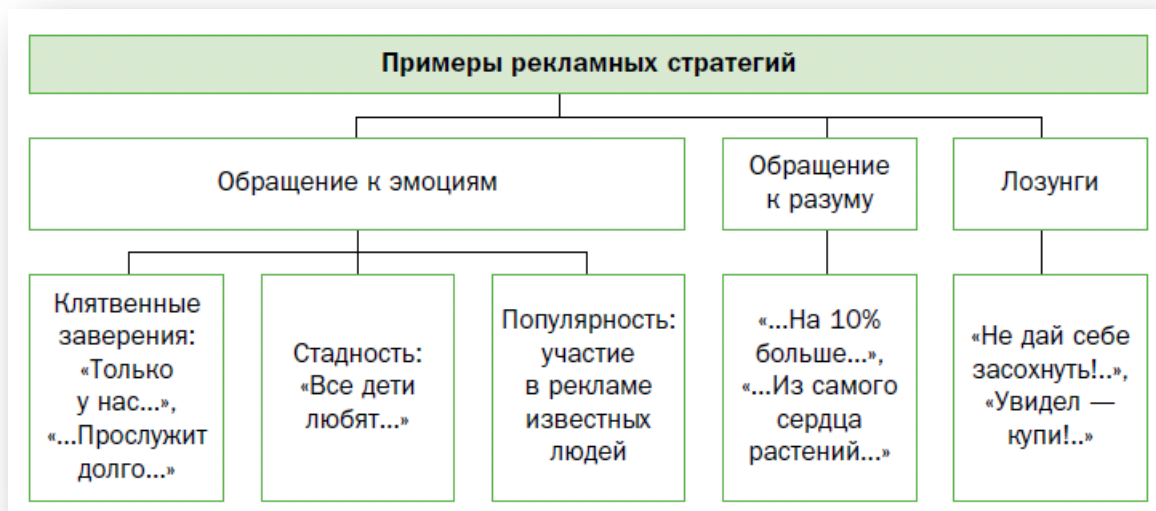 Примеры рекламных стратегий
Обращение к эмоциям
Обращение
к разуму
Лозунги
Клятвенные
заверения:
«Только
у нас...»,
«...Прослужит
долго...»
Стадность:
«Все дети
любят...»
Популярность:
участие
в рекламе
известных
людей
«...На 10%
больше...»,
«...Из самого
сердца
растений...»
«Не дай себе
засохнуть!..»,
«Увидел —
купи!..»